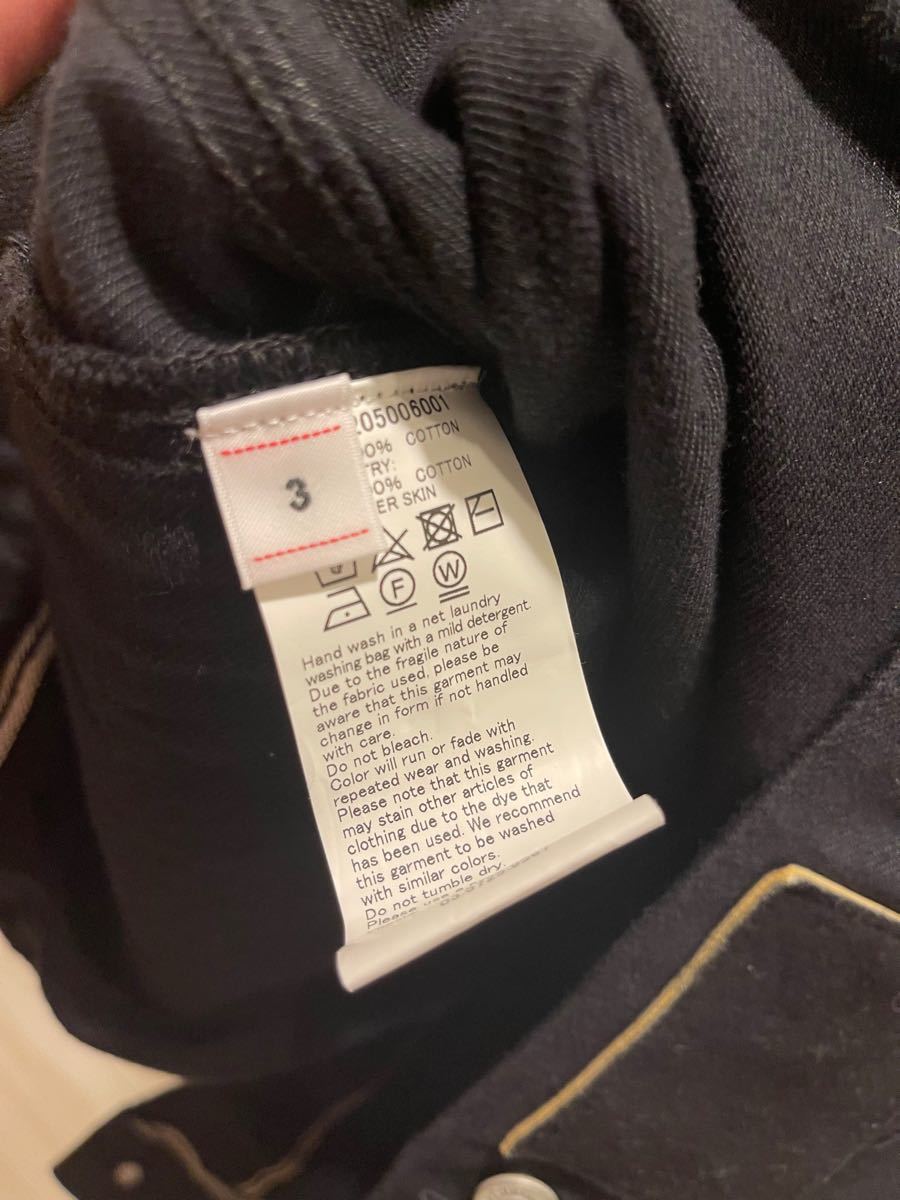 3
205006001
00% COTTON
TRY:
00% COTTON
ER SKIN
F
W
Hand wash in a net laundry
washing bag with a mild detergent.
Due to the fragile nature of
the fabric used, please be
aware that this garment may
change in form if not handled
with care.
Do not bleach.
Color will run or fade with
repeated wear and washing.
Please note that this garment
may stain other articles of
clothing due to the dye that
has been used. We recommend
this garment to be washed
with similar colors.
Do not tumble dry.
Please use